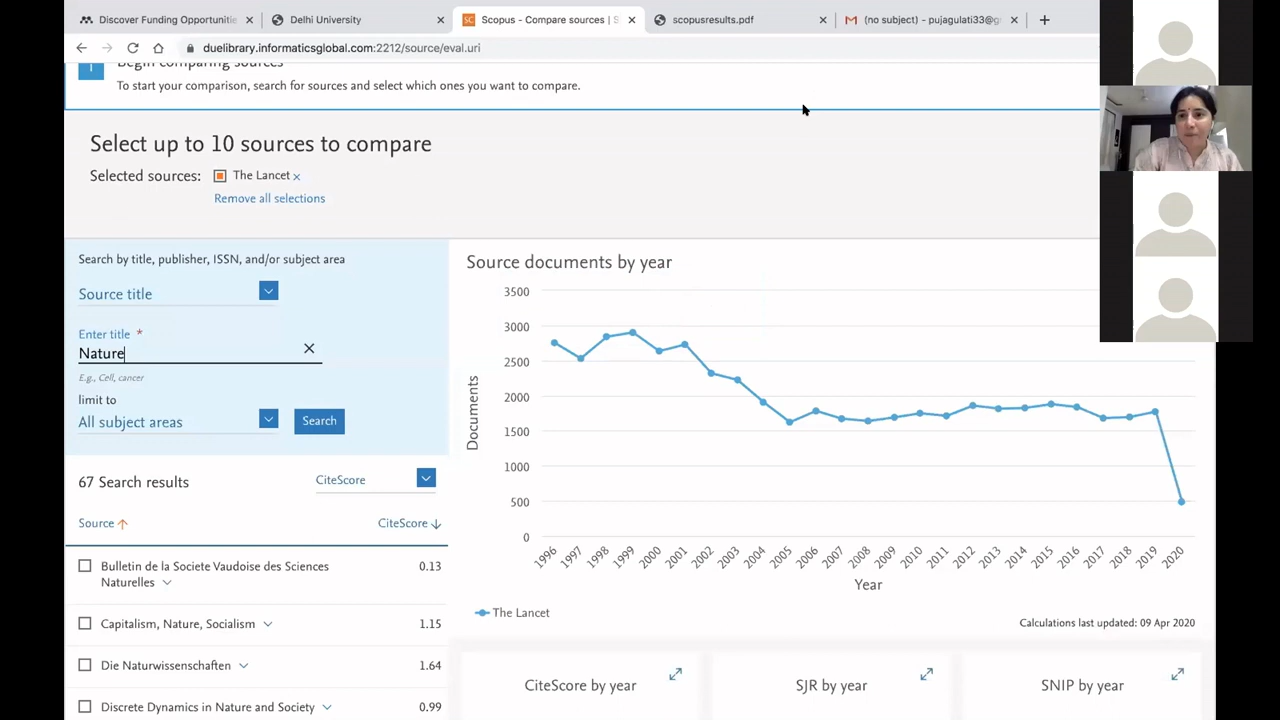 Discover Funding Opportunitie
Delhi University
Scopus - Compare sources | S
scopusresults.pdf
(no subject) - pujagulati33@g
duelibrary.informaticsglobal.com:2212/source/eval.uri
1
Begin comparing sources
To start your comparison, search for sources and select which ones you want to compare.
Select up to 10 sources to compare
Selected sources: The Lancet
Remove all selections
Search by title, publisher, ISSN, and/or subject area
Source title
Enter title *
Nature
E.g., Cell, cancer
limit to
All subject areas
Search
67 Search results
CiteScore
Source
CiteScore
Bulletin de la Societe Vaudoise des Sciences
Naturelles
0.13
Capitalism, Nature, Socialism
1.15
Die Naturwissenschaften
1.64
Discrete Dynamics in Nature and Society
0.99
Source documents by year
3500
3000
2500
2000
1500
1000
500
0
Documents
1996 1997 1998 1999 2000 2001 2002 2003 2004 2005 2006 2007 2008 2009 2010 2011 2012 2013 2014 2015 2016 2017 2018 2019 2020
Year
The Lancet
Calculations last updated: 09 Apr 2020
CiteScore by year
SJR by year
SNIP by year